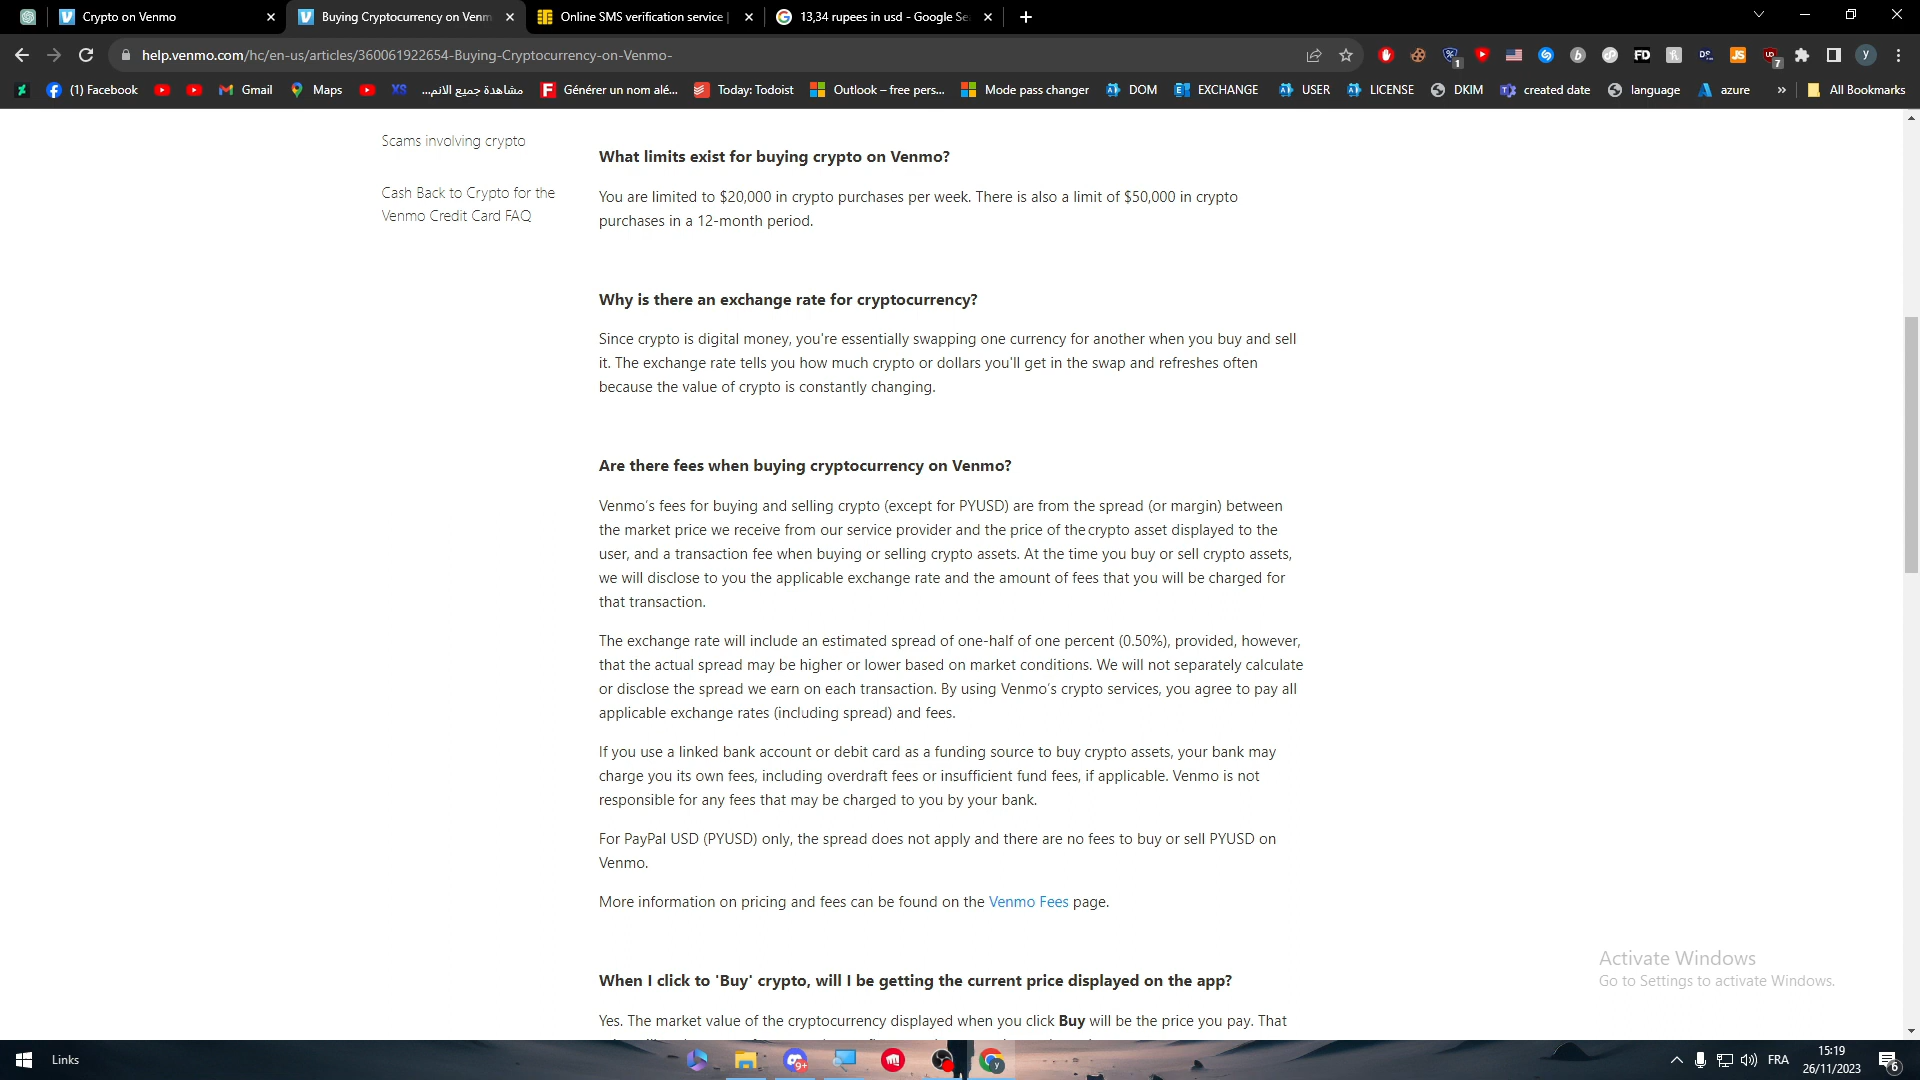 Crypto on Venmo
Buying Cryptocurrency on Venm
Online SMS verification service
13,34 rupees in usd - Google Se
help.venmo.com/hc/en-us/articles/360061922654-Buying-Cryptocurrency-on-Venmo-
(1) Facebook
Gmail
Maps
XS
مشاهدة جميع الانم...
Générer un nom alé...
Today: Todoist
Outlook – free pers...
Mode pass changer
DOM
EXCHANGE
USER
LICENSE
DKIM
created date
language
azure
»
All Bookmarks
Scams involving crypto
Cash Back to Crypto for the
Venmo Credit Card FAQ
What limits exist for buying crypto on Venmo?
You are limited to $20,000 in crypto purchases per week. There is also a limit of $50,000 in crypto
purchases in a 12-month period.
Why is there an exchange rate for cryptocurrency?
Since crypto is digital money, you're essentially swapping one currency for another when you buy and sell
it. The exchange rate tells you how much crypto or dollars you'll get in the swap and refreshes often
because the value of crypto is constantly changing.
Are there fees when buying cryptocurrency on Venmo?
Venmo's fees for buying and selling crypto (except for PYUSD) are from the spread (or margin) between
the market price we receive from our service provider and the price of the crypto asset displayed to the
user, and a transaction fee when buying or selling crypto assets. At the time you buy or sell crypto assets,
we will disclose to you the applicable exchange rate and the amount of fees that you will be charged for
that transaction.
The exchange rate will include an estimated spread of one-half of one percent (0.50%), provided, however,
that the actual spread may be higher or lower based on market conditions. We will not separately calculate
or disclose the spread we earn on each transaction. By using Venmo's crypto services, you agree to pay all
applicable exchange rates (including spread) and fees.
If you use a linked bank account or debit card as a funding source to buy crypto assets, your bank may
charge you its own fees, including overdraft fees or insufficient fund fees, if applicable. Venmo is not
responsible for any fees that may be charged to you by your bank.
For PayPal USD (PYUSD) only, the spread does not apply and there are no fees to buy or sell PYUSD on
Venmo.
More information on pricing and fees can be found on the Venmo Fees page.
When I click to 'Buy' crypto, will I be getting the current price displayed on the app?
Yes. The market value of the cryptocurrency displayed when you click Buy will be the price you pay. That
Activate Windows
Go to Settings to activate Windows.
Links
FRA
15:19
26/11/2023
6